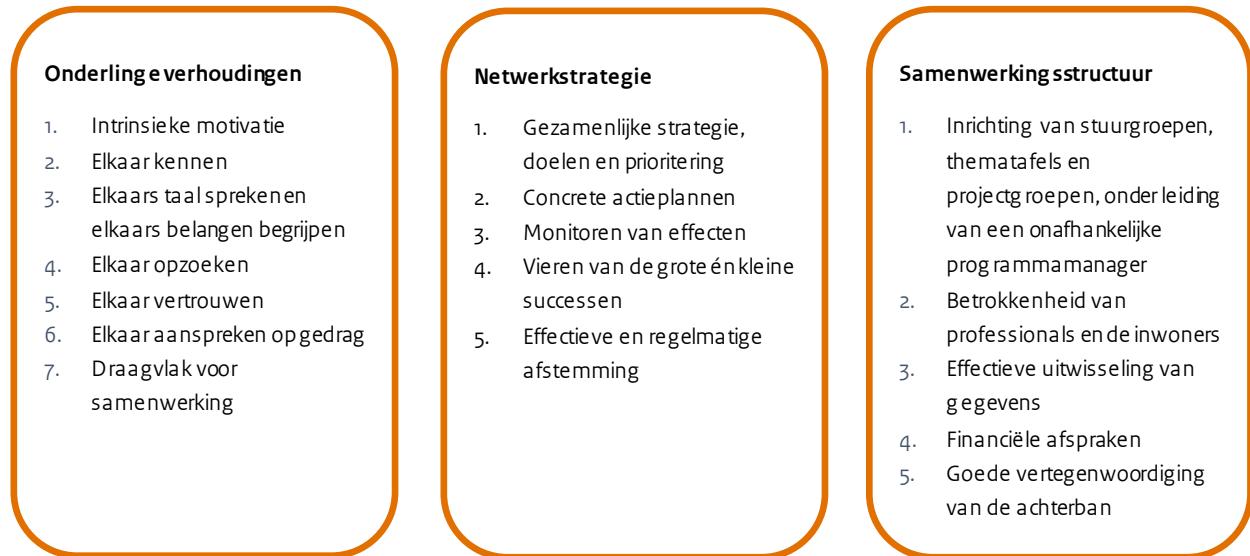 Onderlinge verhoudingen
1. Intrinsieke motivatie
2. Elkaar kennen
3. Elkaars taal spreken en
elkaars belangen begrijpen
4. Elkaar opzoeken
5. Elkaar vertrouwen
6. Elkaar aanspreken op gedrag
7. Draagvlak voor
samenwerking
Netwerkstrategie
1. Gezamenlijke strategie,
doelen en prioritering
2. Concrete actieplannen
3. Monitoren van effecten
4. Vieren van de grote én kleine
successen
5. Effectieve en regelmatige
afstemming
Samenwerkingsstructuur
1. Inrichting van stuurgroepen,
thematafels en
projectgroepen, onder leiding
van een onafhankelijke
programmamanager
2. Betrokkenheid van
professionals en de inwoners
3. Effectieve uitwisseling van
gegevens
4. Financiële afspraken
5. Goede vertegenwoordiging
van de achterban